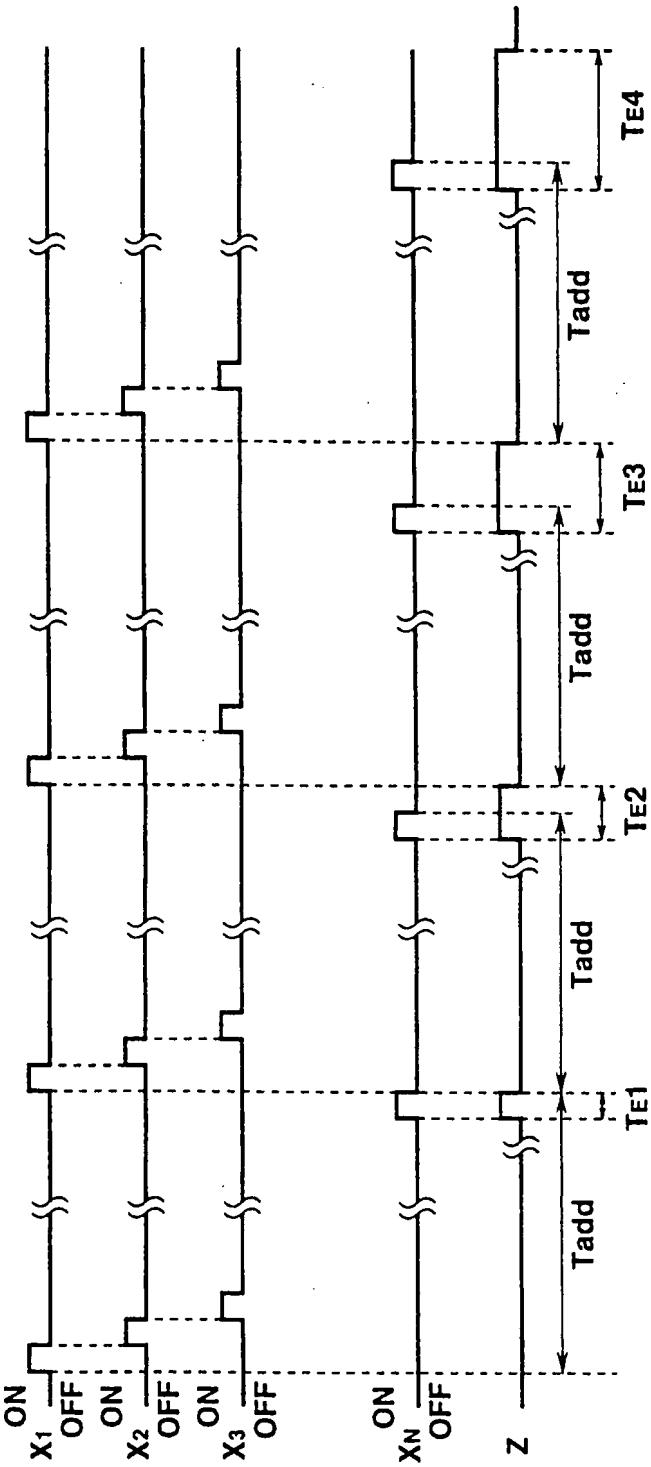 X1 ON OFF
X2 ON OFF
X3 ON OFF
XN ON OFF
Z
Tadd Tadd Tadd Tadd
TE1 TE2 TE3 TE4